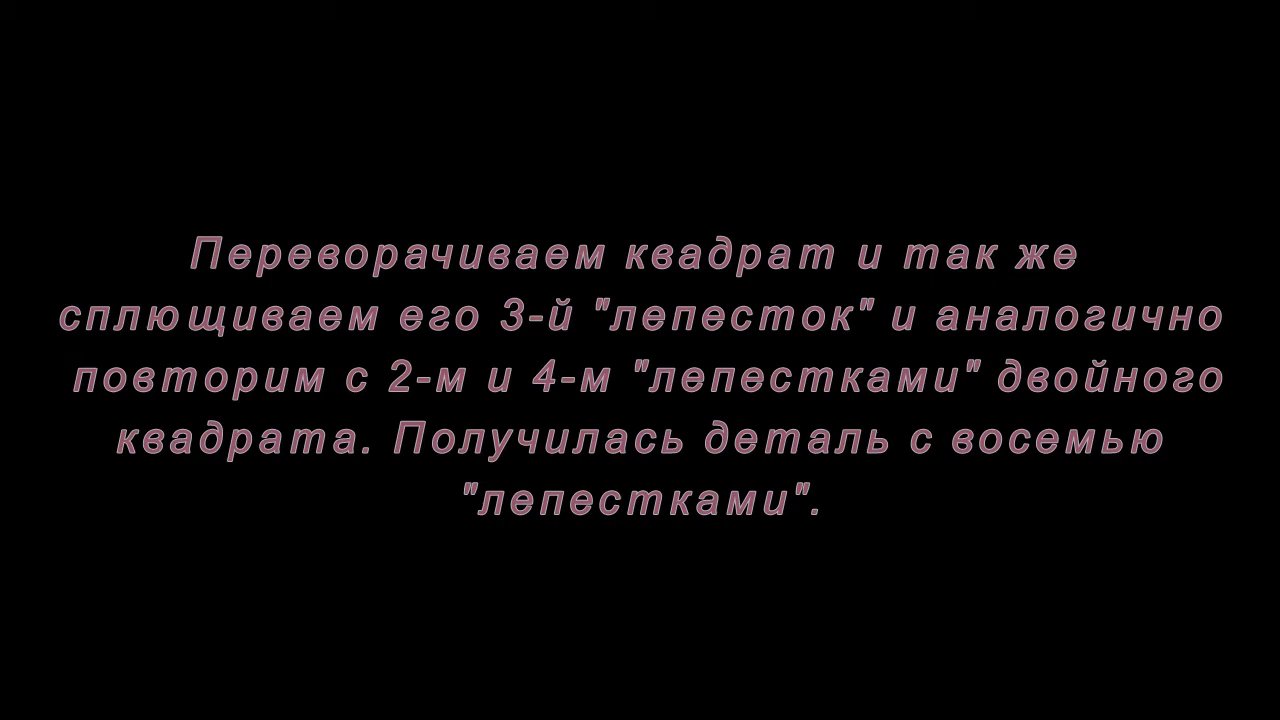 Переворачиваем квадрат и так же
сплющиваем его 3-й "лепесток" и аналогично
повторим с 2-м и 4-м "лепестками" двойного
квадрата. Получилась деталь с восемью
"лепестками".